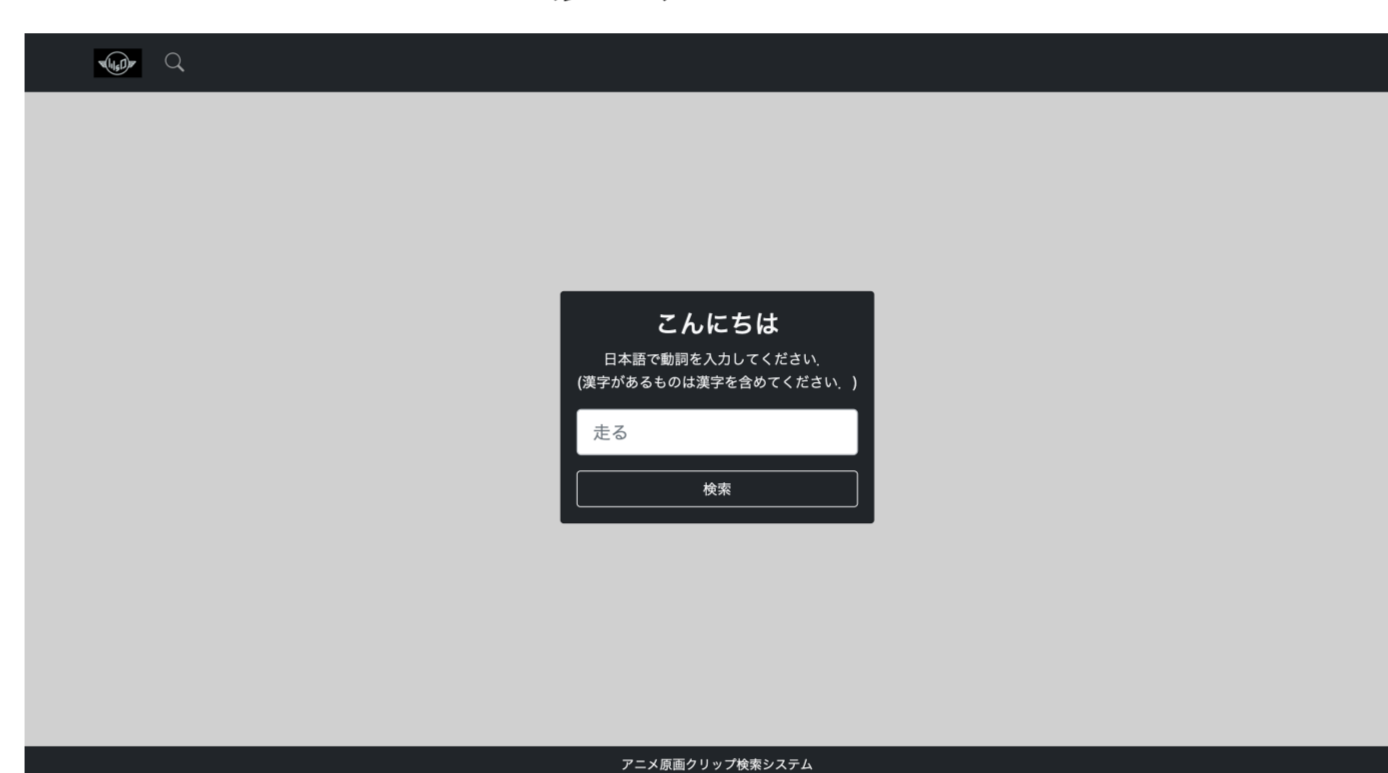 こんにちは
日本語で動詞を入力してください.
(漢字があるものは漢字を含めてください. )
走る
検索
アニメ原画クリップ検索システム